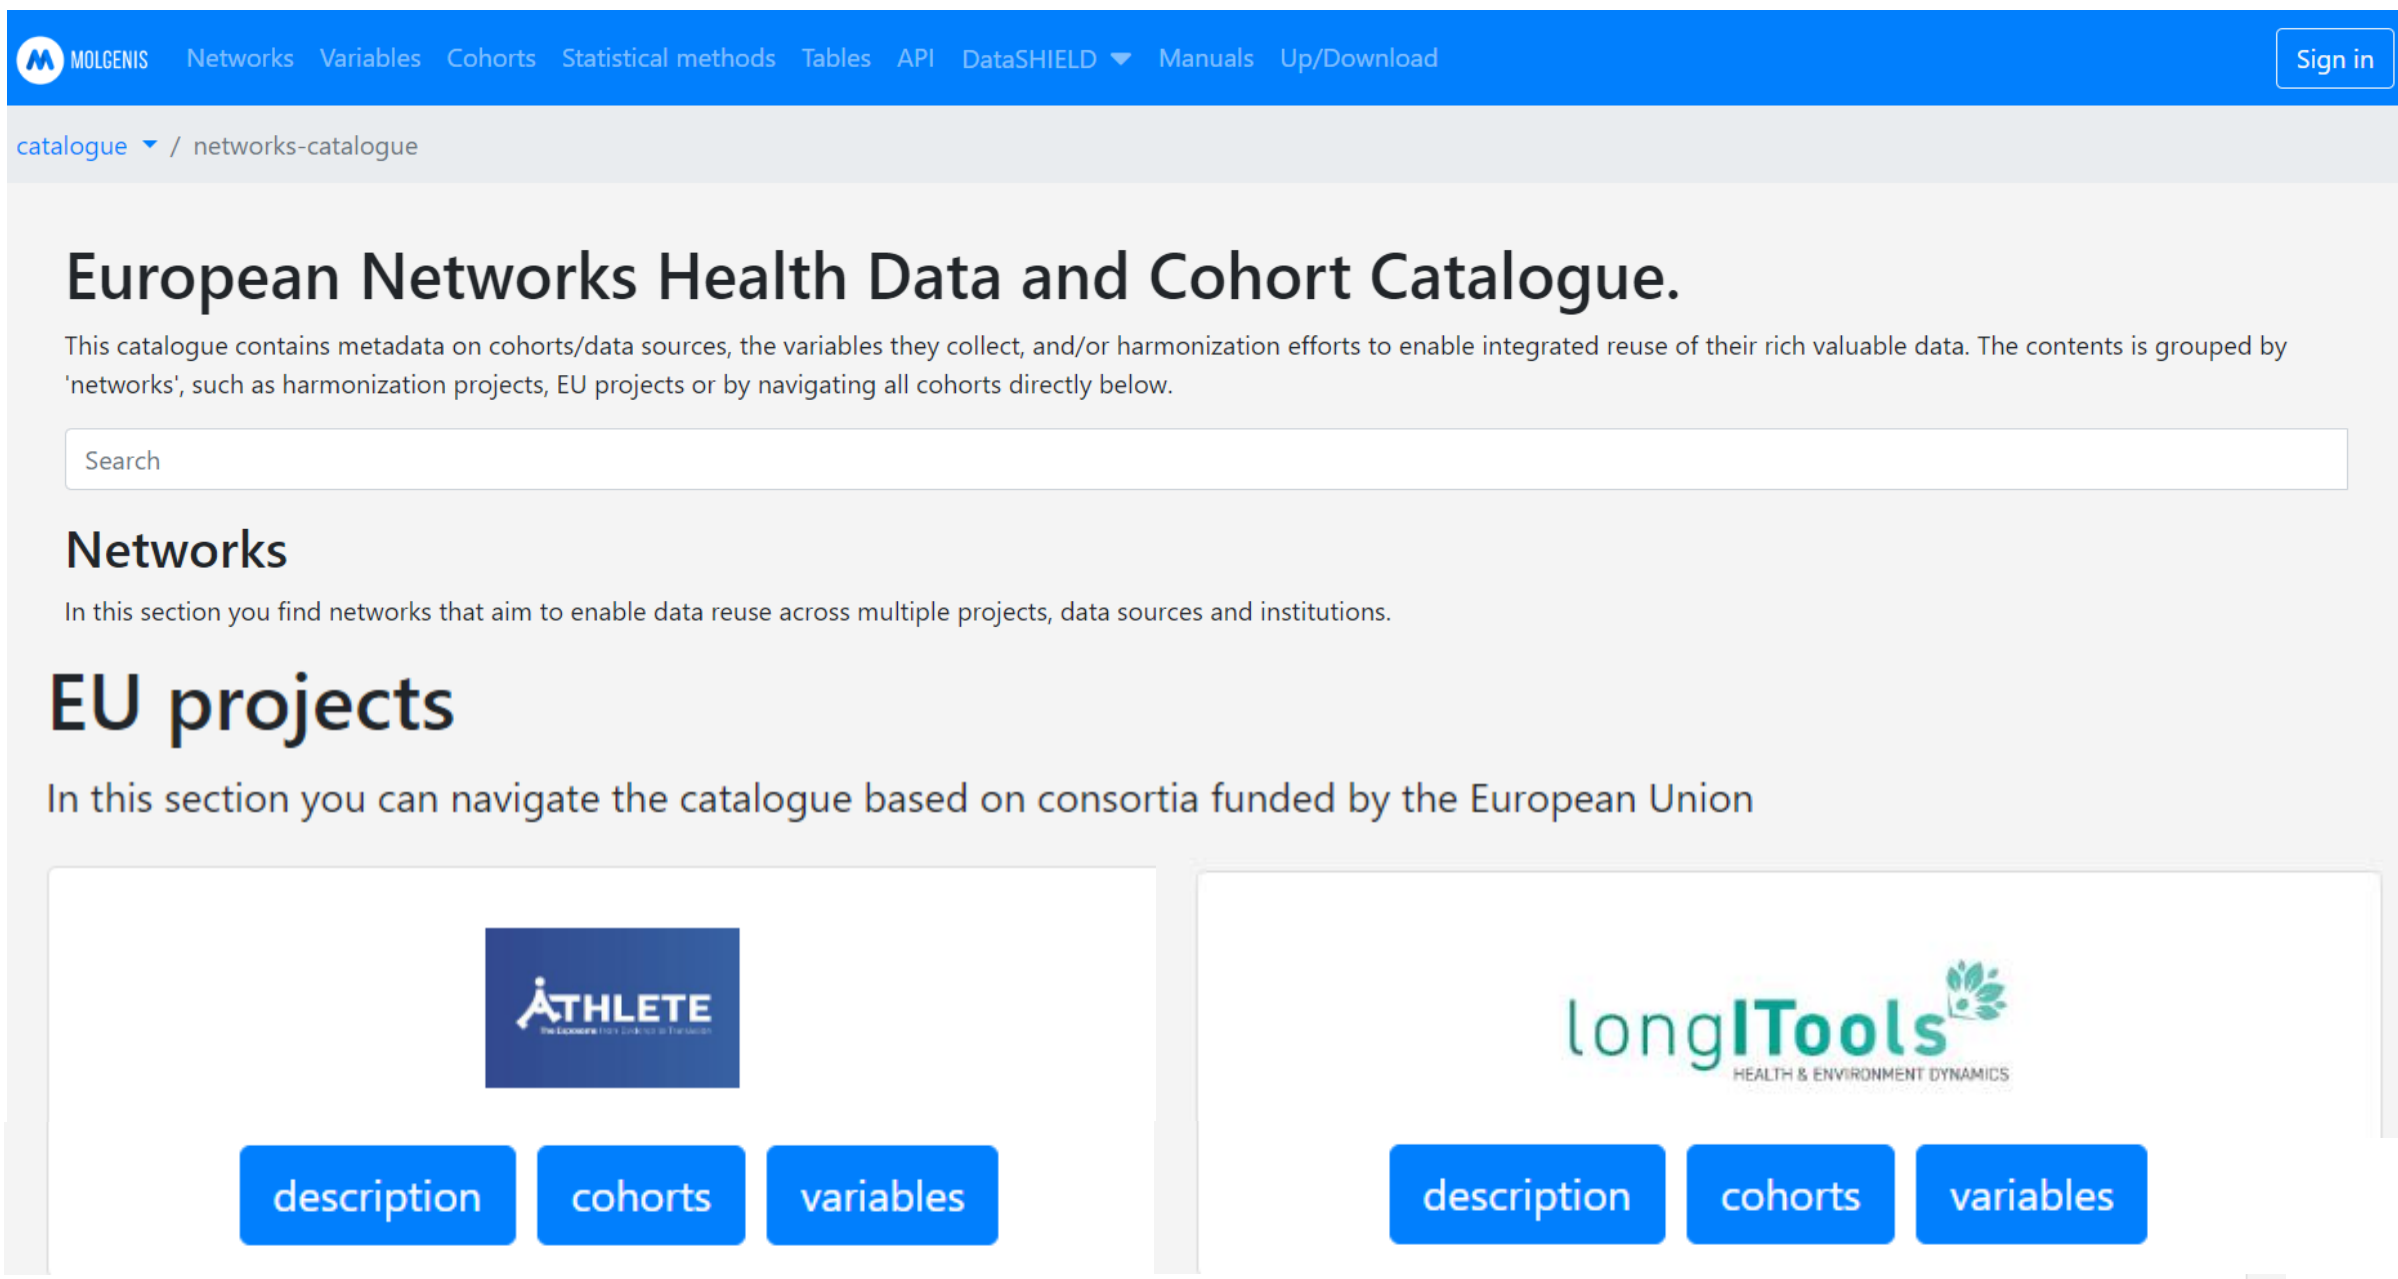 MOLGENIS Networks Variables Cohorts Statistical methods Tables API DataSHIELD Manuals Up/Download Sign in
catalogue / networks-catalogue
European Networks Health Data and Cohort Catalogue.
This catalogue contains metadata on cohorts/data sources, the variables they collect, and/or harmonization efforts to enable integrated reuse of their rich valuable data. The contents is grouped by
'networks', such as harmonization projects, EU projects or by navigating all cohorts directly below.
Search
Networks
In this section you find networks that aim to enable data reuse across multiple projects, data sources and institutions.
EU projects
In this section you can navigate the catalogue based on consortia funded by the European Union
ATHLETE
The Exposome from Evidence to Translation
longITools
HEALTH & ENVIRONMENT DYNAMICS
description cohorts variables
description cohorts variables